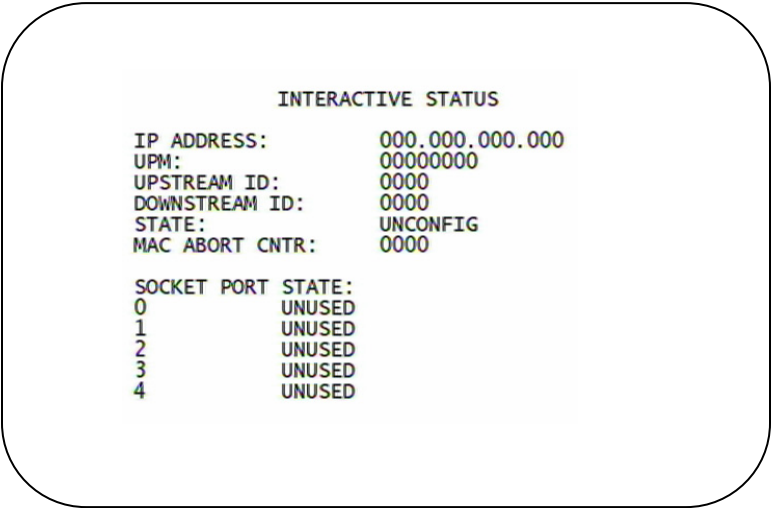 INTERACTIVE STATUS
IP ADDRESS: 000.000.000.000
UPM: 00000000
UPSTREAM ID: 0000
DOWNSTREAM ID: 0000
STATE: UNCONFIG
MAC ABORT CNTR: 0000
SOCKET PORT STATE:
0 UNUSED
1 UNUSED
2 UNUSED
3 UNUSED
4 UNUSED